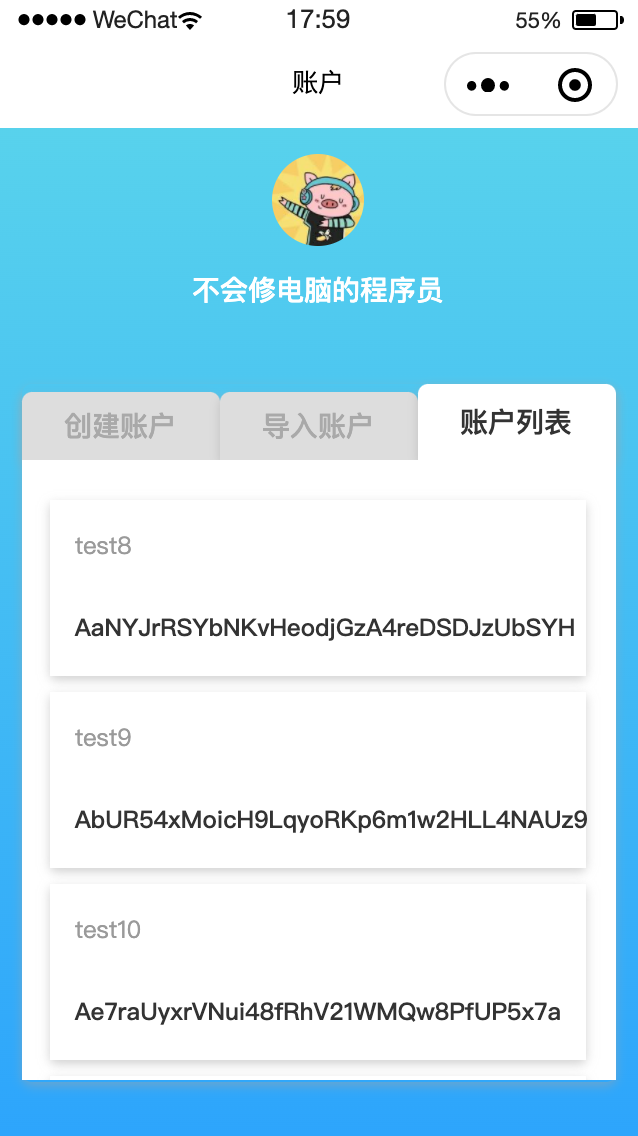 WeChat 17:59 55%
账户
不会修电脑的程序员
创建账户 导入账户 账户列表
test8
AaNYJrRSYbNKvHeodjGzA4reDSDJzUbSYH
test9
AbUR54xMoicH9LqyoRKp6m1w2HLL4NAUz9
test10
Ae7raUyxrVNui48fRhV21WMQw8PfUP5x7a